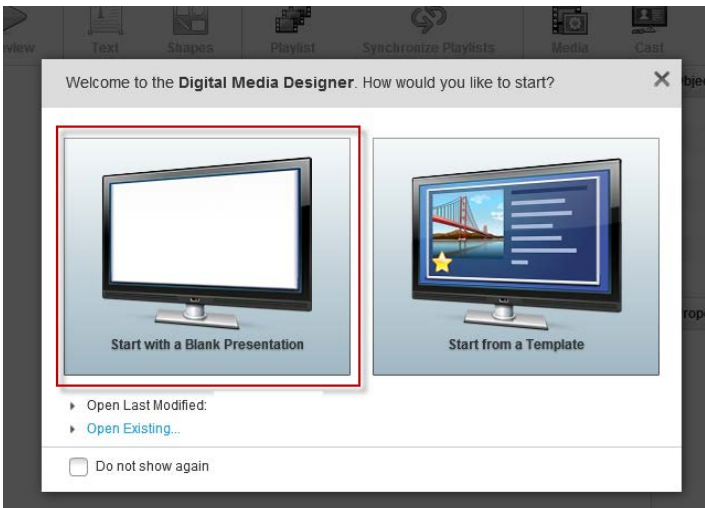 Text Shapes Playlist Synchronize Playlists Media Cast
Welcome to the Digital Media Designer. How would you like to start?
Start with a Blank Presentation
Start from a Template
Open Last Modified:
Open Existing...
Do not show again